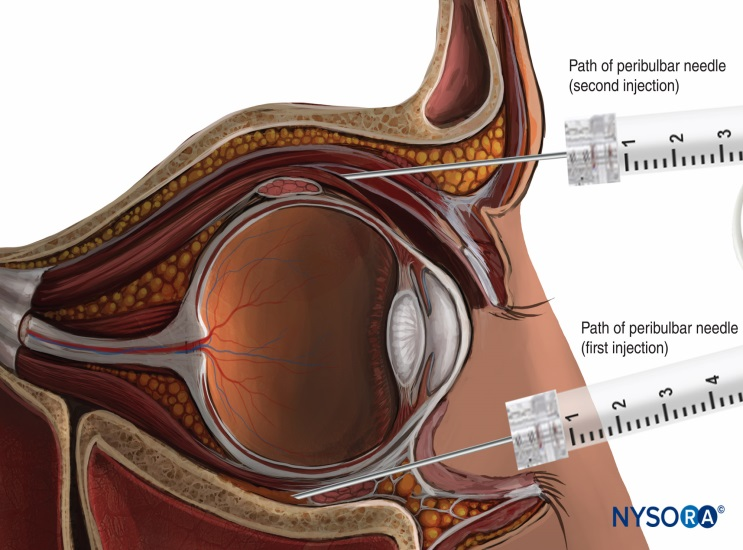 Path of peribulbar needle
(second injection)
1 2 3
Path of peribulbar needle
(first injection)
1 2 3 4
NYSORA©